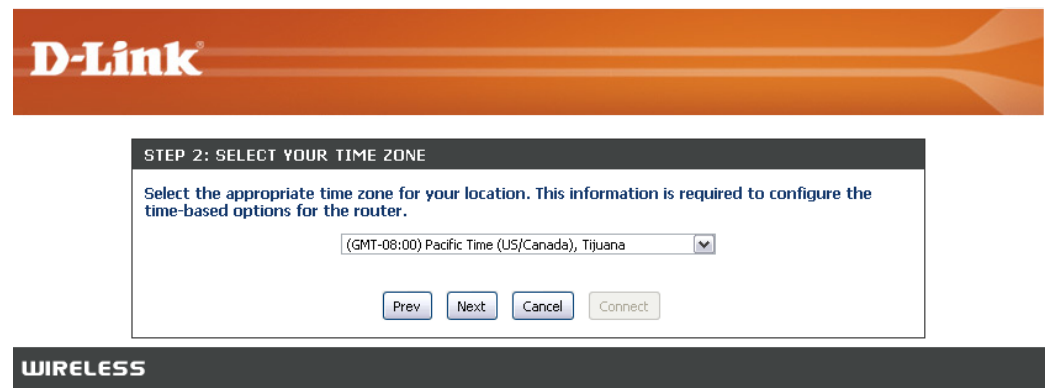 D-Link®
STEP 2: SELECT YOUR TIME ZONE
Select the appropriate time zone for your location. This information is required to configure the
time-based options for the router.
(GMT-08:00) Pacific Time (US/Canada), Tijuana
Prev Next Cancel Connect
WIRELESS